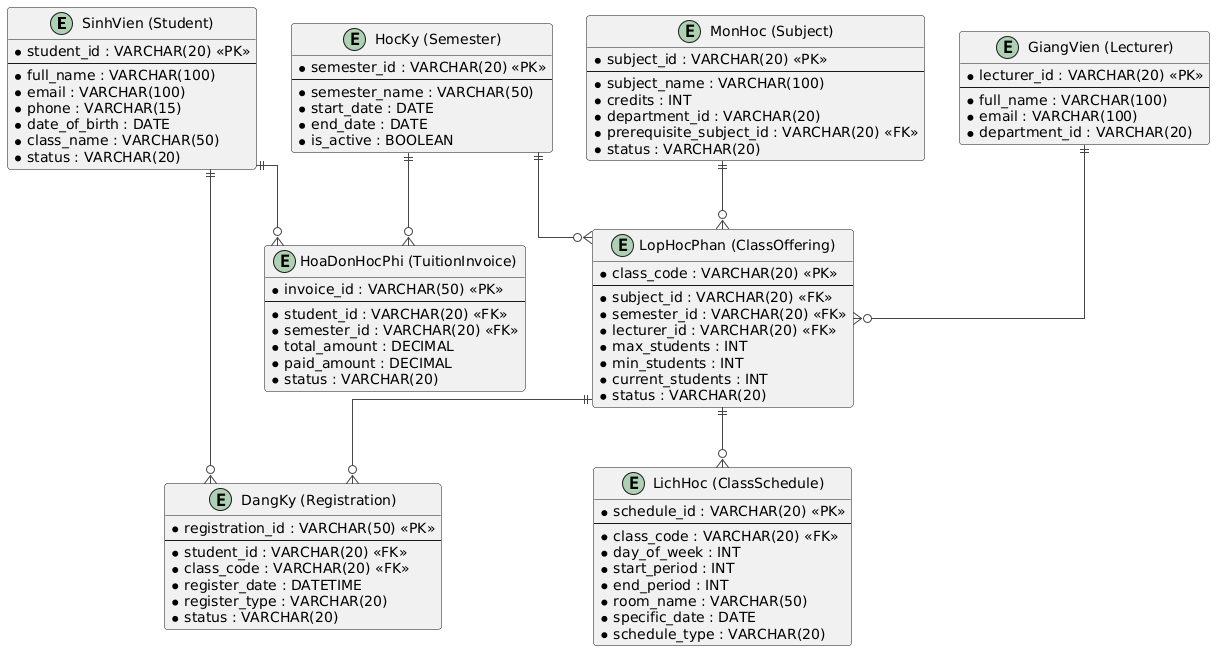 E SinhVien (Student)
student_id : VARCHAR(20) «PK»
full_name : VARCHAR(100)
email : VARCHAR(100)
phone : VARCHAR(15)
date_of_birth : DATE
class_name : VARCHAR(50)
status : VARCHAR(20)
E HocKy (Semester)
semester_id : VARCHAR(20) «PK»
semester_name : VARCHAR(50)
start_date : DATE
end_date : DATE
is_active : BOOLEAN
E MonHoc (Subject)
subject_id : VARCHAR(20) «PK»
subject_name : VARCHAR(100)
credits : INT
department_id : VARCHAR(20)
prerequisite_subject_id : VARCHAR(20) «FK»
status : VARCHAR(20)
E GiangVien (Lecturer)
lecturer_id : VARCHAR(20) «PK»
full_name : VARCHAR(100)
email : VARCHAR(100)
department_id : VARCHAR(20)
E HoaDonHocPhi (TuitionInvoice)
invoice_id : VARCHAR(50) «PK»
student_id : VARCHAR(20) «FK»
semester_id : VARCHAR(20) «FK»
total_amount : DECIMAL
paid_amount : DECIMAL
status : VARCHAR(20)
E LopHocPhan (ClassOffering)
class_code : VARCHAR(20) «PK»
subject_id : VARCHAR(20) «FK»
semester_id : VARCHAR(20) «FK»
lecturer_id : VARCHAR(20) «FK»
max_students : INT
min_students : INT
current_students : INT
status : VARCHAR(20)
E DangKy (Registration)
registration_id : VARCHAR(50) «PK»
student_id : VARCHAR(20) «FK»
class_code : VARCHAR(20) «FK»
register_date : DATETIME
register_type : VARCHAR(20)
status : VARCHAR(20)
E LichHoc (ClassSchedule)
schedule_id : VARCHAR(20) «PK»
class_code : VARCHAR(20) «FK»
day_of_week : INT
start_period : INT
end_period : INT
room_name : VARCHAR(50)
specific_date : DATE
schedule_type : VARCHAR(20)